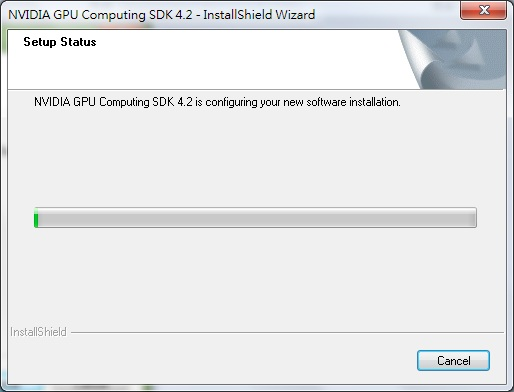 NVIDIA GPU Computing SDK 4.2 - InstallShield Wizard
Setup Status
NVIDIA GPU Computing SDK 4.2 is configuring your new software installation.
InstallShield
Cancel